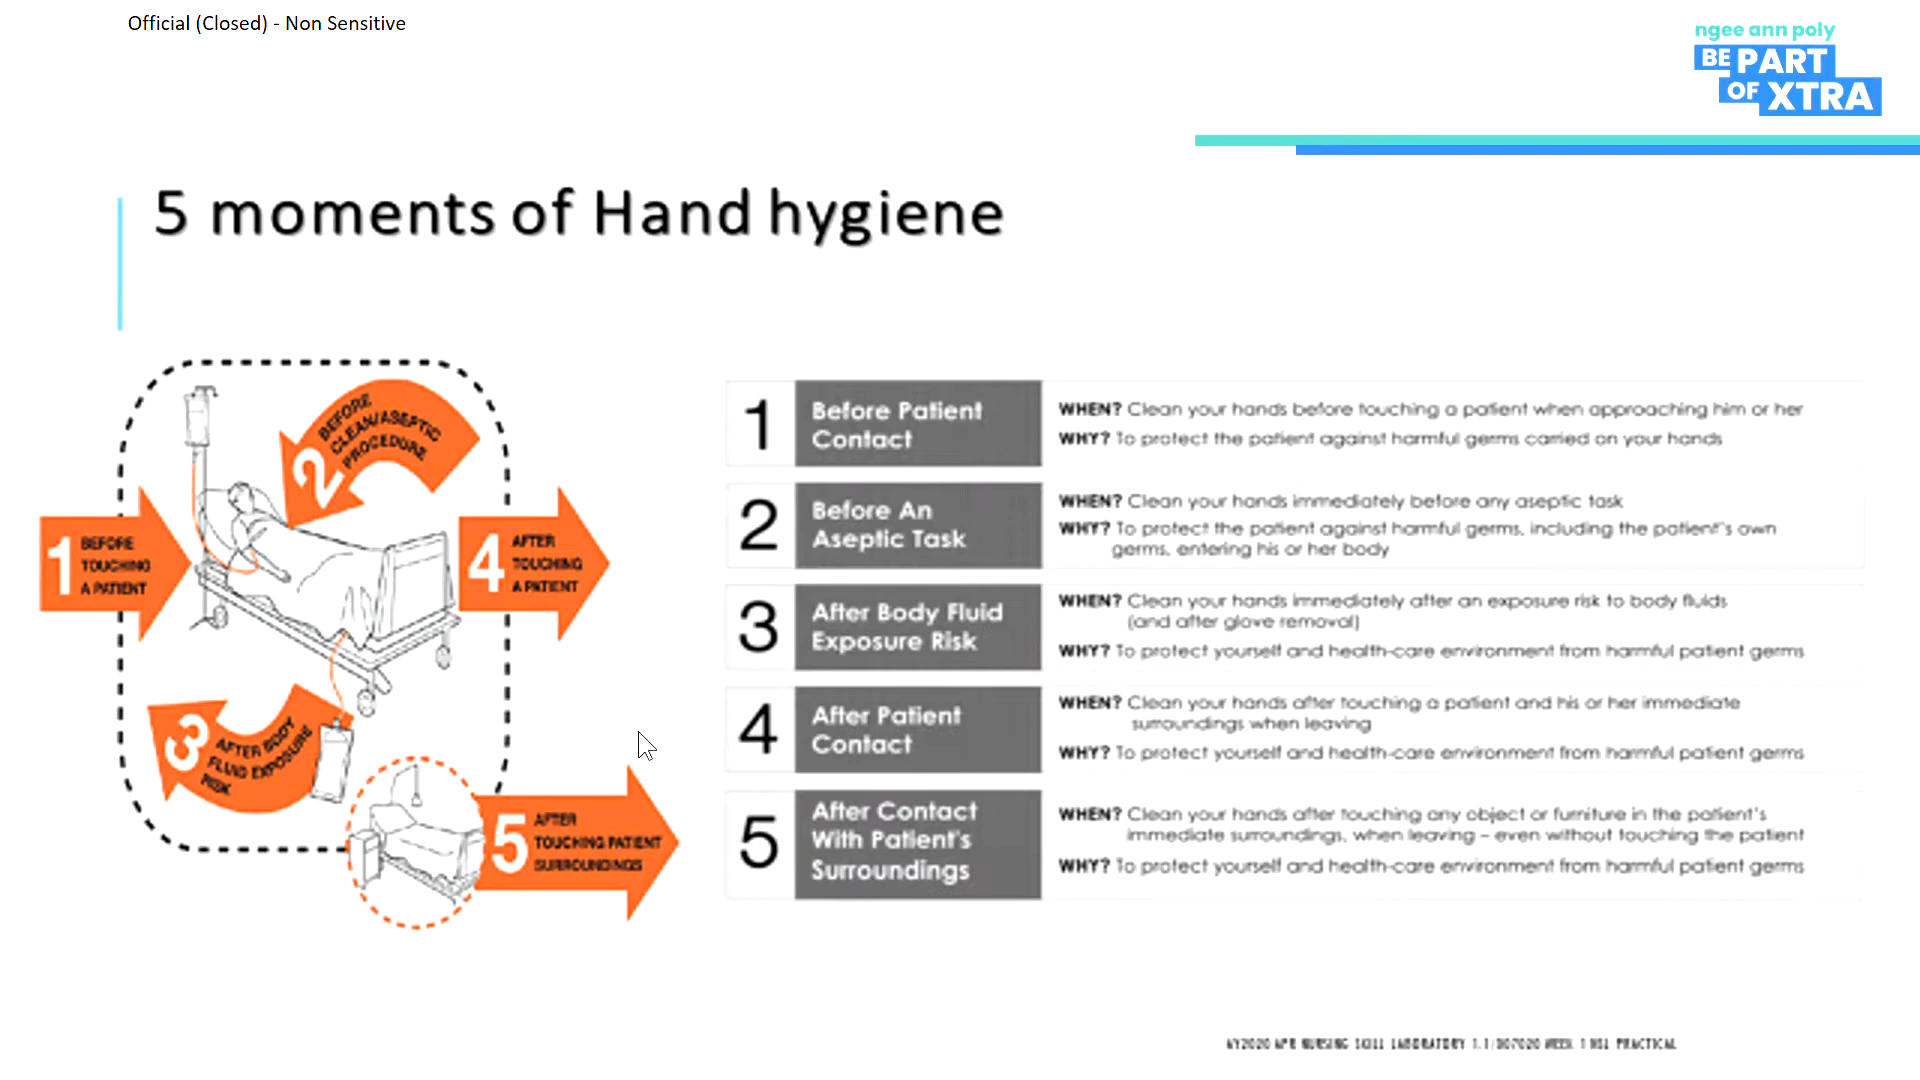 Official (Closed) - Non Sensitive
ngee ann poly
BE PART
OF XTRA
5 moments of Hand hygiene
1 BEFORE
TOUCHING
A PATIENT
2 BEFORE
CLEAN/ASEPTIC
PROCEDURE
3 AFTER BODY
FLUID EXPOSURE
RISK
4 AFTER
TOUCHING
A PATIENT
5 AFTER
TOUCHING PATIENT
SURROUNDINGS
1 Before Patient
Contact
WHEN? Clean your hands before touching a patient when approaching him or her
WHY? To protect the patient against harmful germs carried on your hands
2 Before An
Aseptic Task
WHEN? Clean your hands immediately before any aseptic task
WHY? To protect the patient against harmful germs, including the patient's own
germs, entering his or her body
3 After Body Fluid
Exposure Risk
WHEN? Clean your hands immediately after an exposure risk to body fluids
(and after glove removal)
WHY? To protect yourself and health-care environment from harmful patient germs
4 After Patient
Contact
WHEN? Clean your hands after touching a patient and his or her immediate
surroundings when leaving
WHY? To protect yourself and health-care environment from harmful patient germs
5 After Contact
With Patient's
Surroundings
WHEN? Clean your hands after touching any object or furniture in the patient's
immediate surroundings, when leaving – even without touching the patient
WHY? To protect yourself and health-care environment from harmful patient germs
AY2020 APR NURSING SKILL LABORATORY 1.1 WEEK 1 PRACTICAL